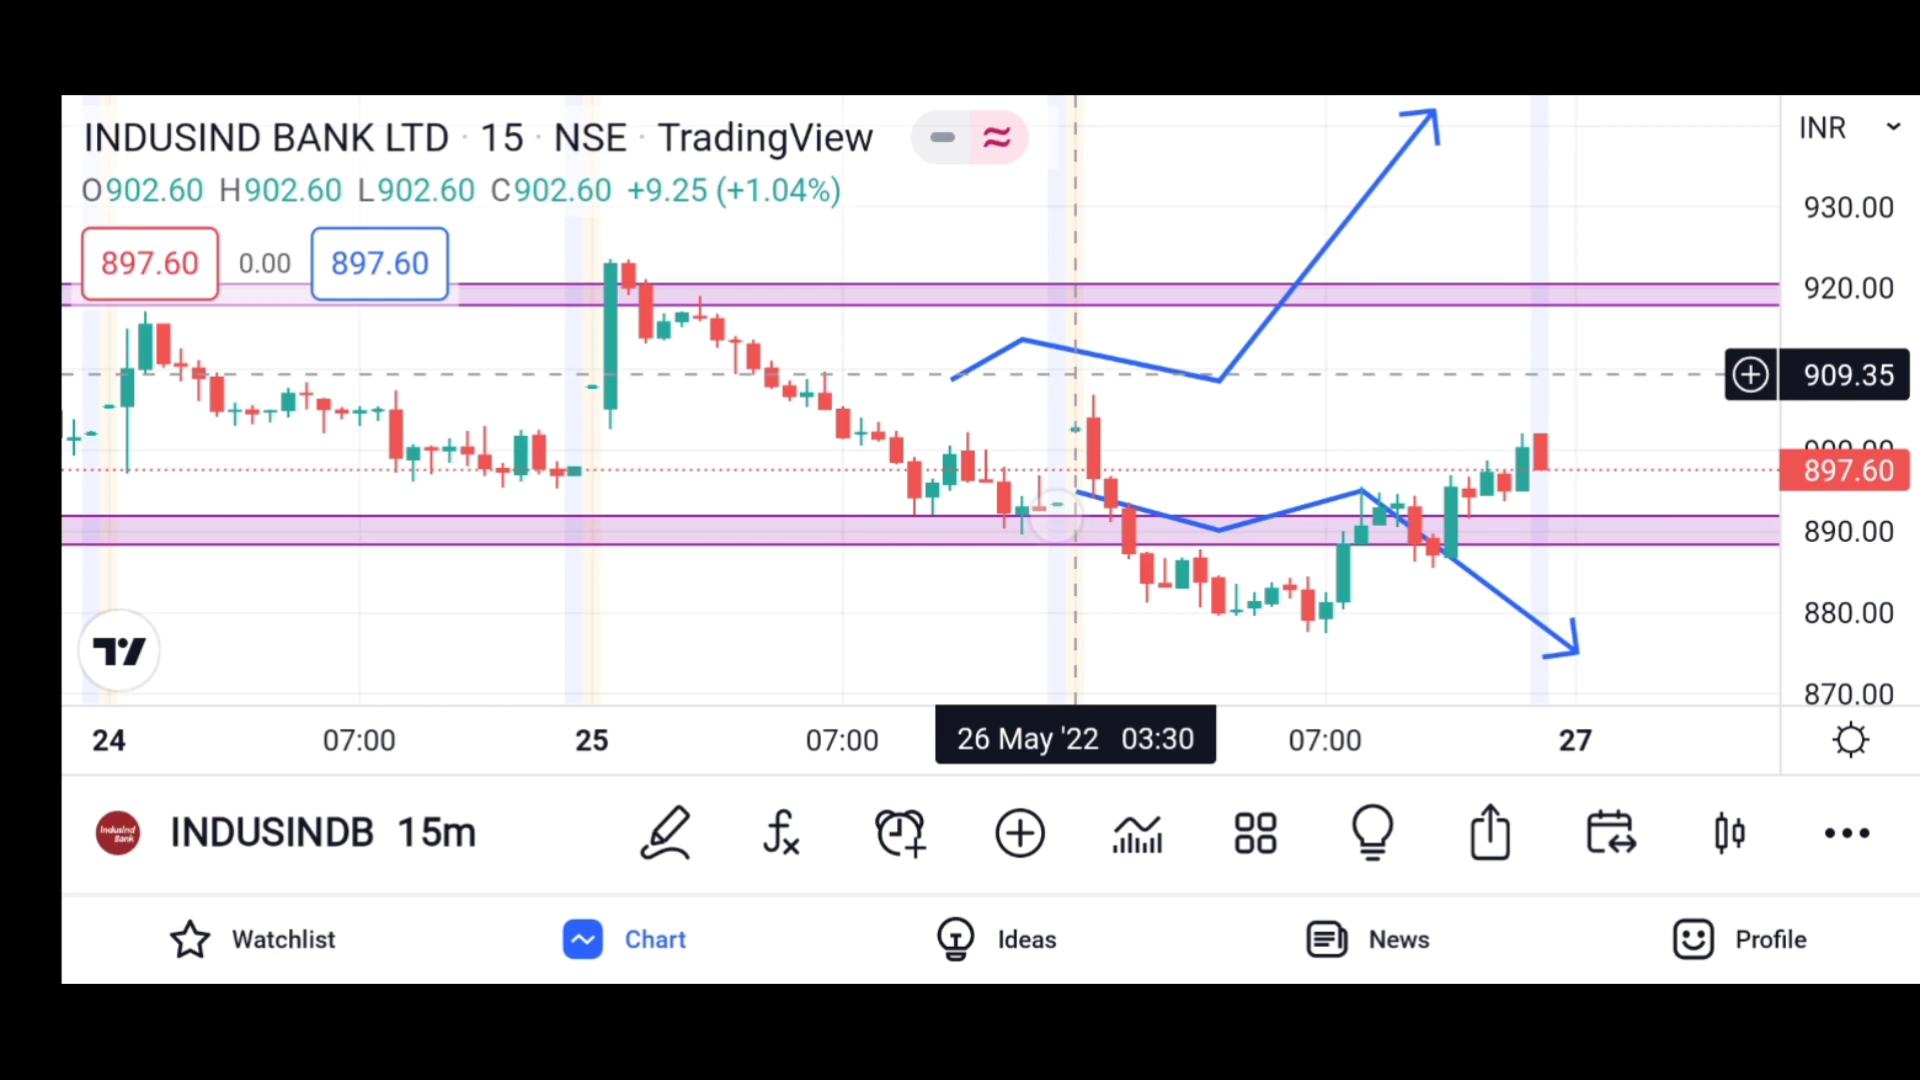 INDUSIND BANK LTD · 15 · NSE · TradingView
O902.60 H902.60 L902.60 C902.60 +9.25 (+1.04%)
897.60 0.00 897.60
INR
930.00
920.00
909.35
897.60
890.00
880.00
870.00
24 07:00 25 07:00 26 May '22 03:30 07:00 27
IndusInd Bank
INDUSINDB 15m
Watchlist Chart Ideas News Profile